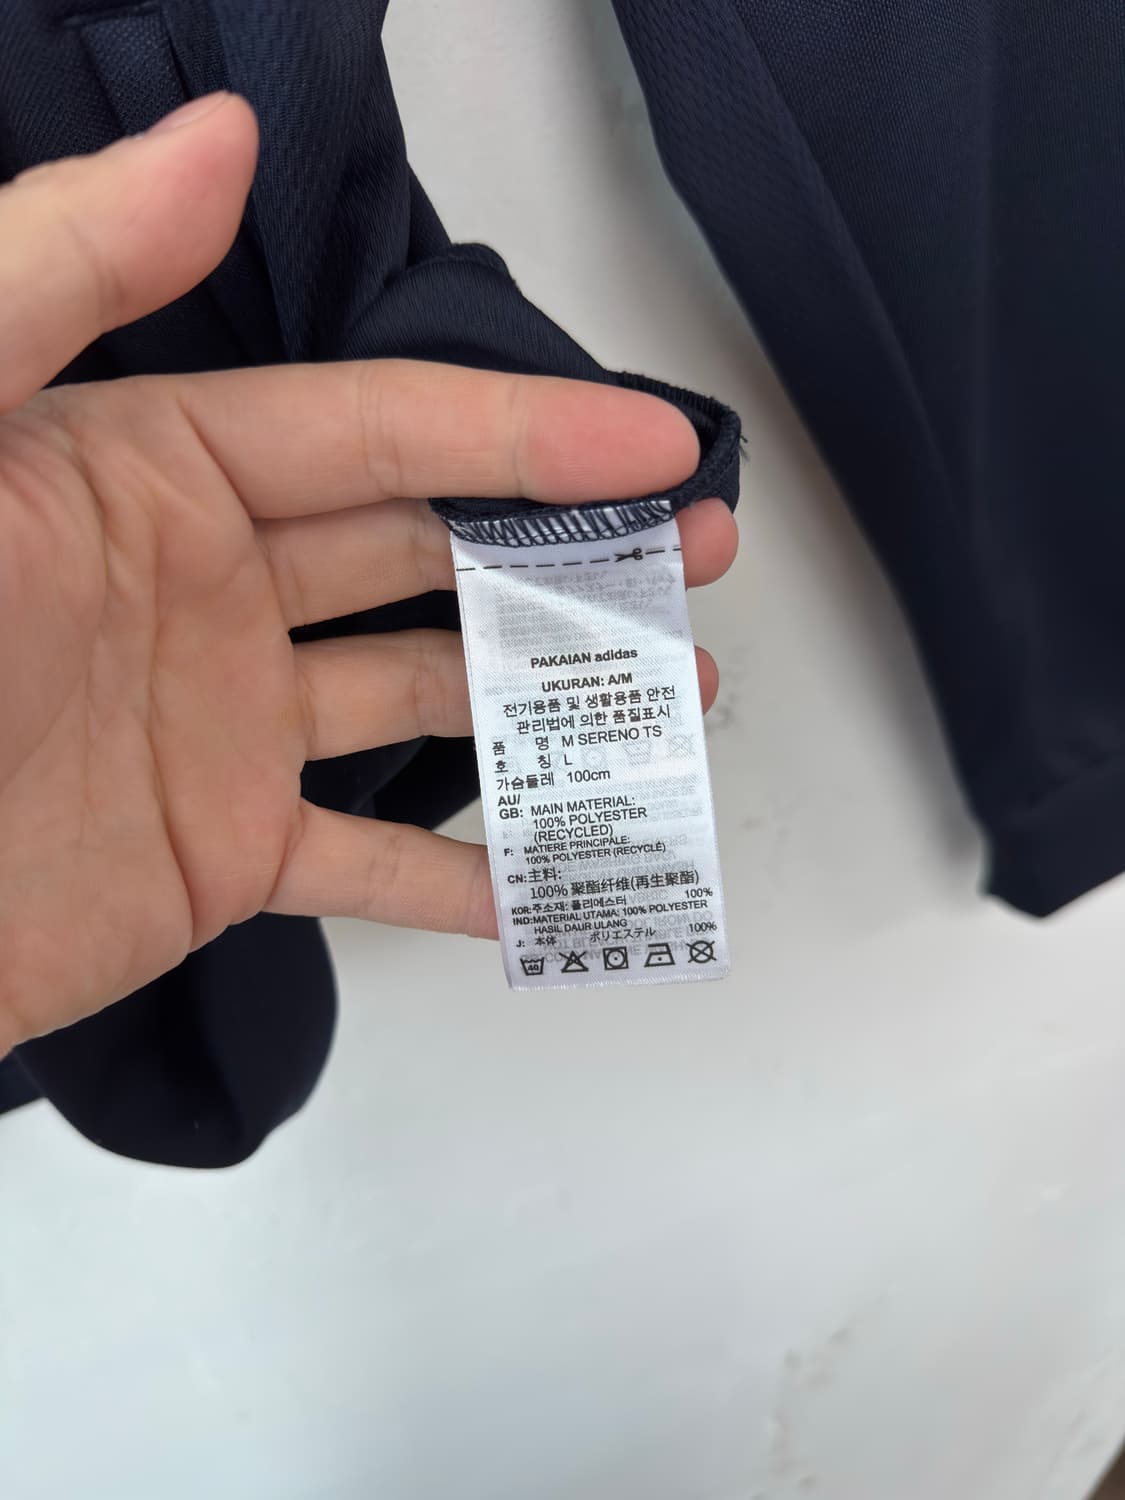 PAKAIAN adidas
UKURAN: A/M
전기용품 및 생활용품 안전
관리법에 의한 품질표시
품 명 M SERENO TS
호 칭 L
가슴둘레 100cm
AU/
GB: MAIN MATERIAL:
100% POLYESTER
(RECYCLED)
F: MATIERE PRINCIPALE:
100% POLYESTER (RECYCLÉ)
CN: 主料:
100% 聚酯纤维(再生聚酯)
KOR: 주소재: 폴리에스터 100%
IND: MATERIAL UTAMA: 100% POLYESTER
HASIL DAUR ULANG
J: 本体 ポリエステル 100%
40